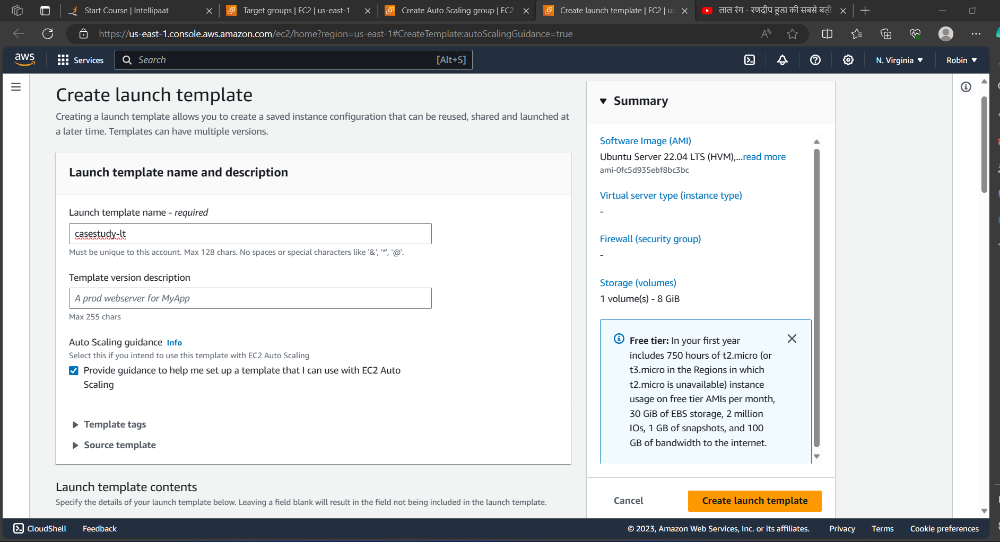 Start Course | Intellipaat
Target groups | EC2 | us-east-1
Create Auto Scaling group | EC2
Create launch template | EC2 | us
लाल रंग - रणदीप हूडा की सबसे बड़ी
https://us-east-1.console.aws.amazon.com/ec2/home?region=us-east-1#CreateTemplate:autoScalingGuidance=true
aws
Services
Search
[Alt+S]
N. Virginia
Robin
Create launch template
Creating a launch template allows you to create a saved instance configuration that can be reused, shared and launched at
a later time. Templates can have multiple versions.
Launch template name and description
Launch template name - required
casestudy-lt
Must be unique to this account. Max 128 chars. No spaces or special characters like '&', '*', '@'.
Template version description
A prod webserver for MyApp
Max 255 chars
Auto Scaling guidance Info
Select this if you intend to use this template with EC2 Auto Scaling
Provide guidance to help me set up a template that I can use with EC2 Auto
Scaling
Template tags
Source template
Launch template contents
Specify the details of your launch template below. Leaving a field blank will result in the field not being included in the launch template.
Summary
Software Image (AMI)
Ubuntu Server 22.04 LTS (HVM),...read more
ami-0fc5d935ebf8bc3bc
Virtual server type (instance type)
-
Firewall (security group)
-
Storage (volumes)
1 volume(s) - 8 GiB
Free tier: In your first year
includes 750 hours of t2.micro (or
t3.micro in the Regions in which
t2.micro is unavailable) instance
usage on free tier AMIs per month,
30 GiB of EBS storage, 2 million
IOs, 1 GB of snapshots, and 100
GB of bandwidth to the internet.
Cancel
Create launch template
CloudShell
Feedback
© 2023, Amazon Web Services, Inc. or its affiliates.
Privacy
Terms
Cookie preferences